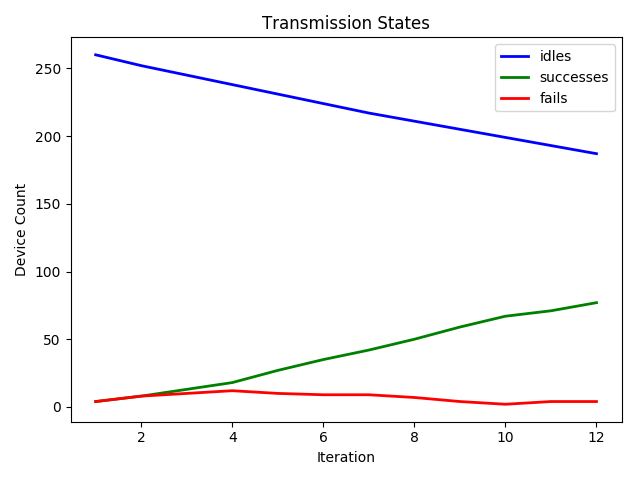 Transmission States
idles
successes
fails
Device Count
250
200
150
100
50
0
2 4 6 8 10 12
Iteration